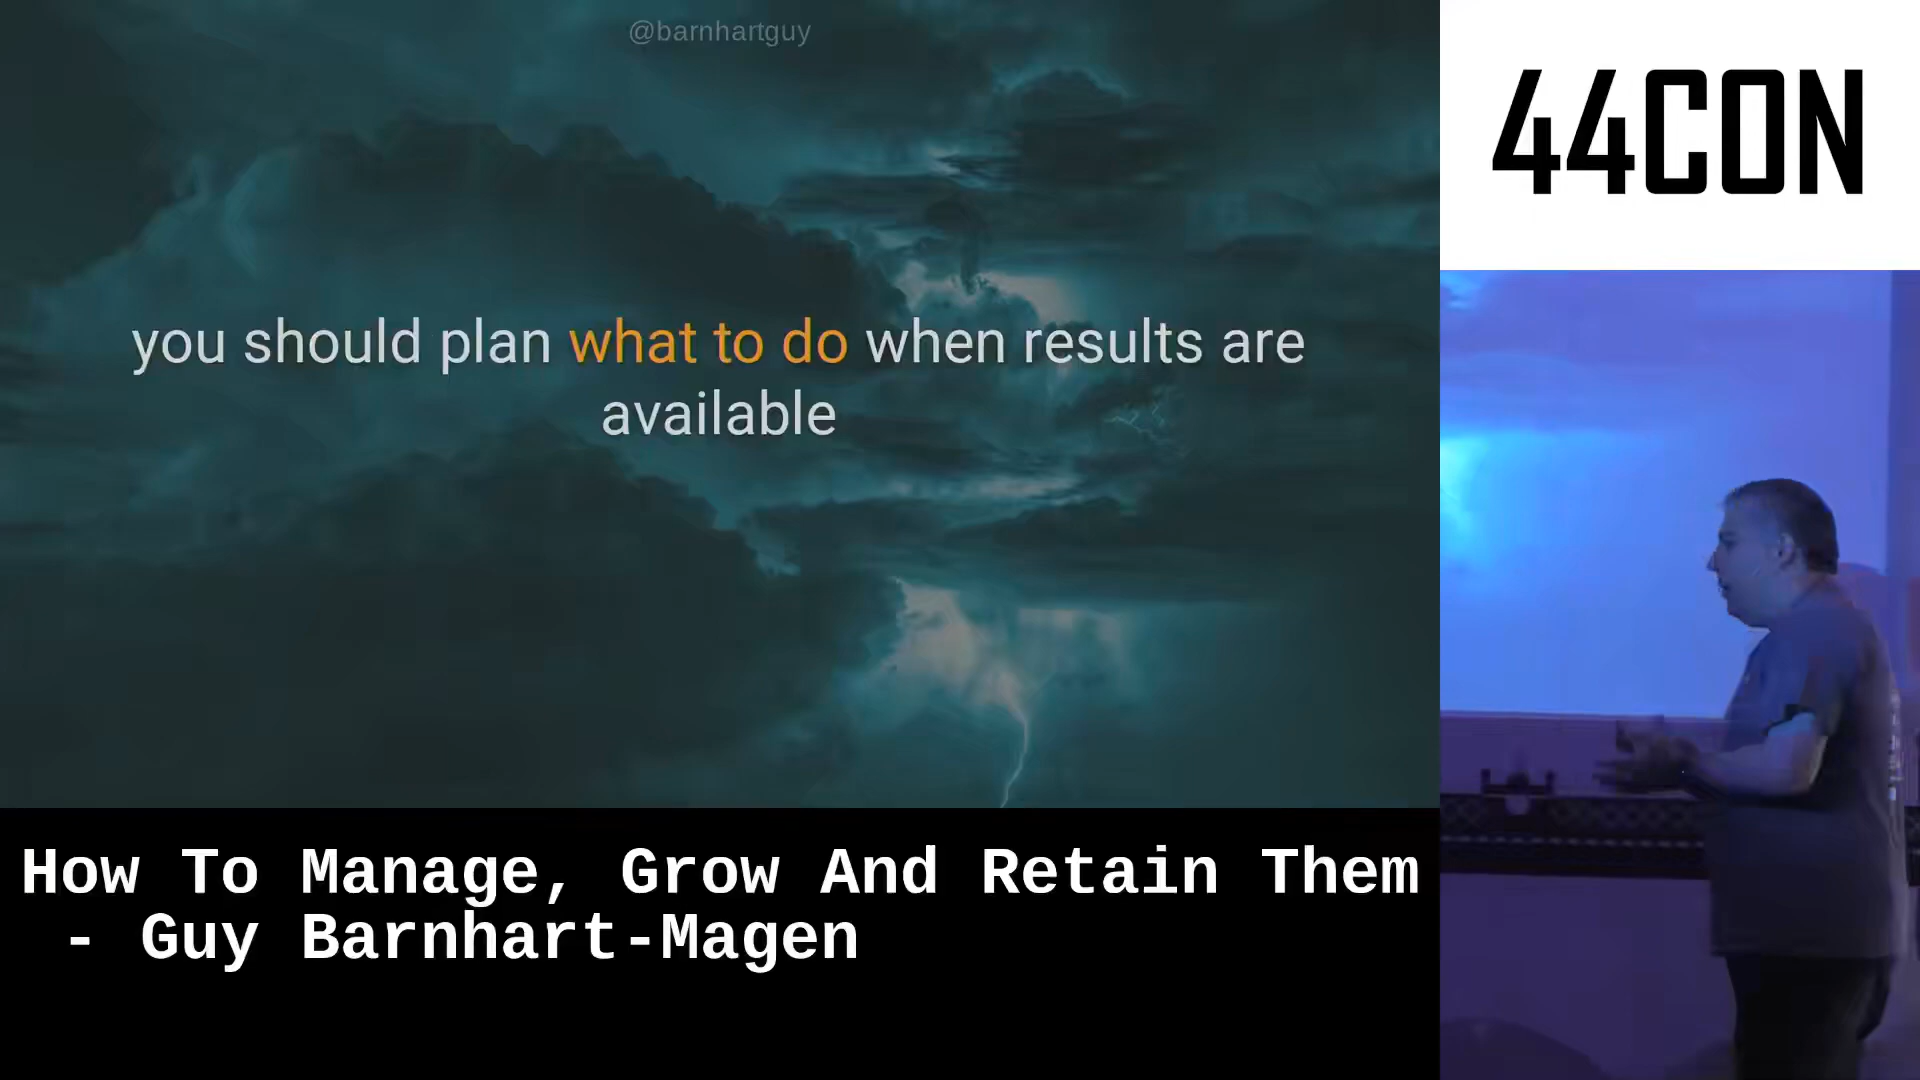 @barnhartguy
you should plan what to do when results are
available
44CON
How To Manage, Grow And Retain Them
- Guy Barnhart-Magen